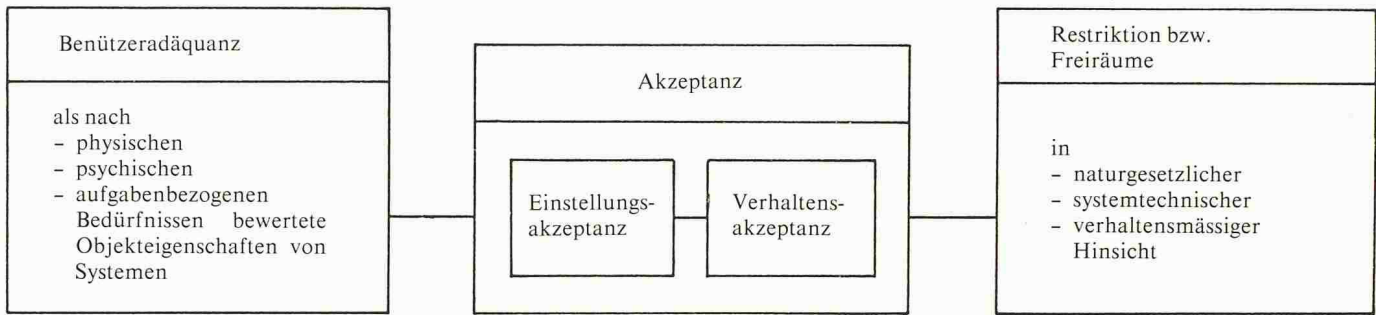 Benützeradäquanz
als nach
– physischen
– psychischen
– aufgabenbezogenen
Bedürfnissen bewertete
Objekteigenschaften von
Systemen
Akzeptanz
Einstellungs-
akzeptanz
Verhaltens-
akzeptanz
Restriktion bzw.
Freiräume
in
– naturgesetzlicher
– systemtechnischer
– verhaltensmässiger
Hinsicht